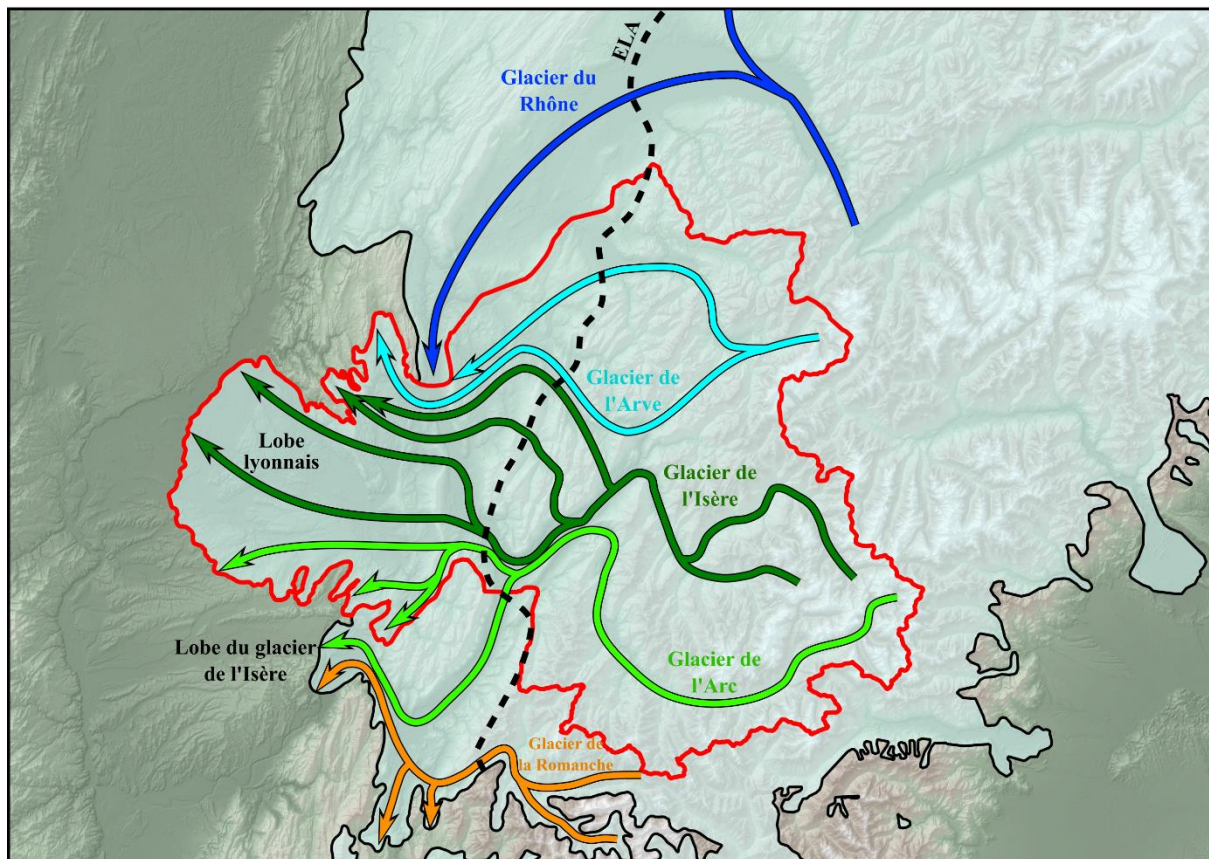 ELA
Glacier du
Rhône
Glacier de
l'Arve
Lobe
lyonnais
Glacier de
l'Isère
Lobe du glacier
de l'Isère
Glacier de
l'Arc
Glacier de
la Romanche